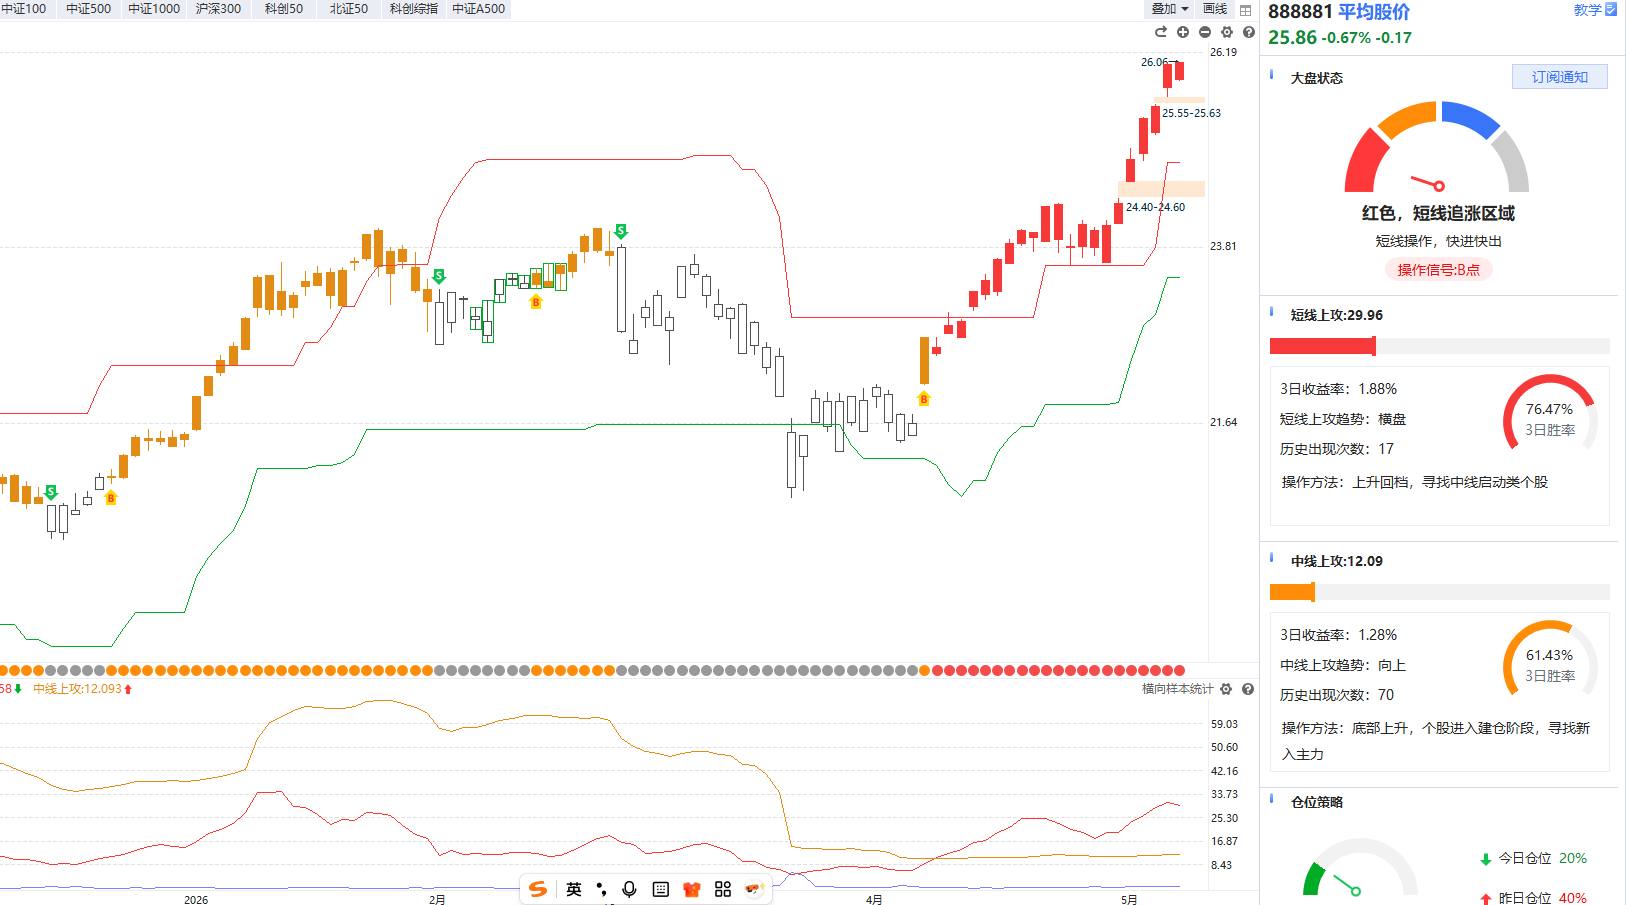 中证100 中证500 中证1000 沪深300 科创50 北证50 科创综指 中证A500 叠加 画线
888881 平均股价 教学
25.86 -0.67% -0.17
26.19
26.06
25.55-25.63
24.40-24.60
23.81
21.64
S
B
S
B
S
B
大盘状态 订阅通知
红色，短线追涨区域
短线操作，快进快出
操作信号:B点
短线上攻:29.96
3日收益率：1.88%
短线上攻趋势：横盘
历史出现次数：17
76.47%
3日胜率
操作方法：上升回档，寻找中线启动类个股
中线上攻:12.09
3日收益率：1.28%
中线上攻趋势：向上
历史出现次数：70
61.43%
3日胜率
操作方法：底部上升，个股进入建仓阶段，寻找新
入主力
仓位策略
今日仓位 20%
昨日仓位 40%
58 中线上攻:12.093 横向样本统计
59.03
50.60
42.16
33.73
25.30
16.87
8.43
2026 2月 4月 5月
英